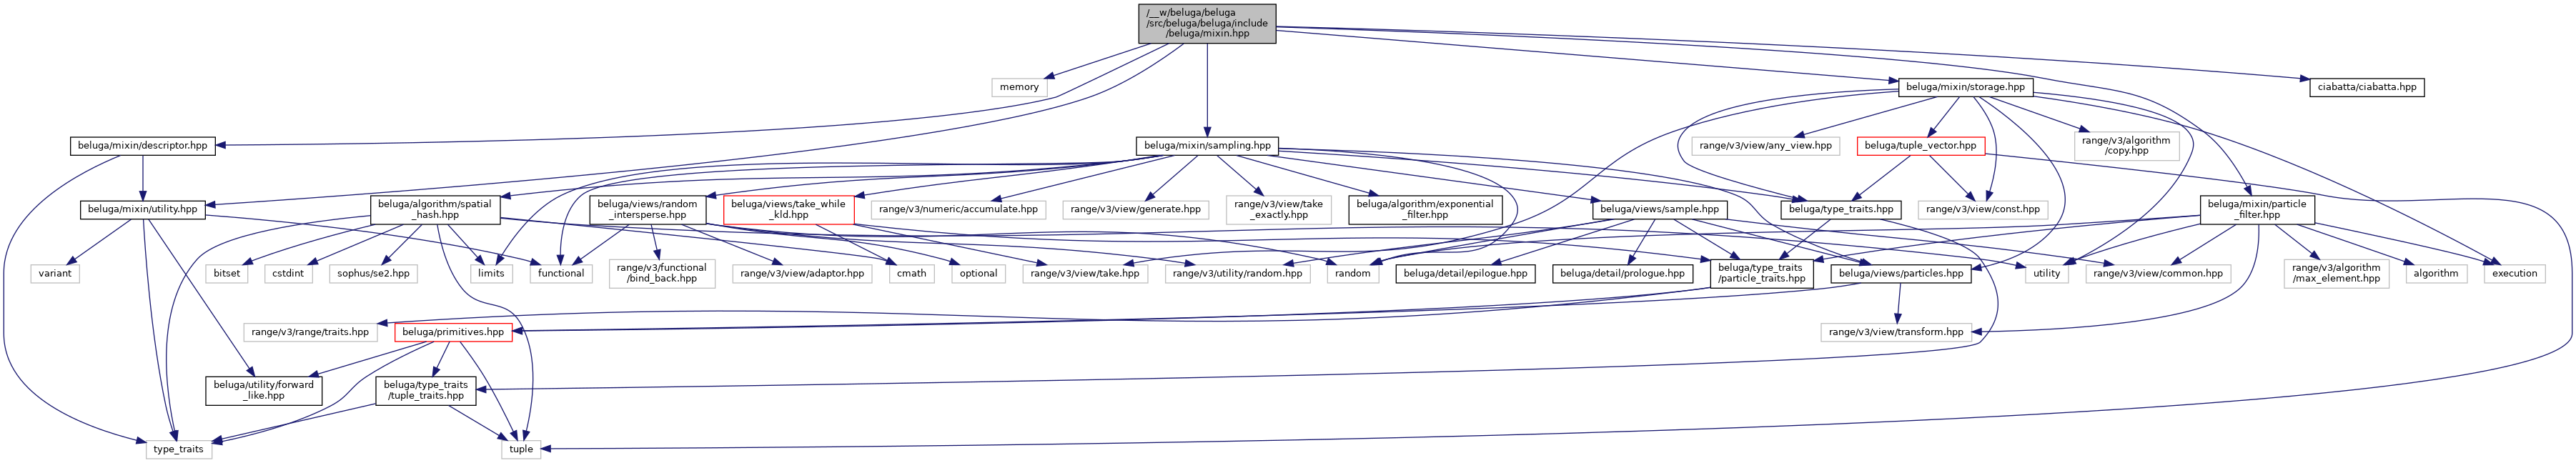 /__w/beluga/beluga
/src/beluga/beluga/include
/beluga/mixin.hpp
memory
beluga/mixin/storage.hpp
ciabatta/ciabatta.hpp
beluga/mixin/descriptor.hpp
beluga/mixin/sampling.hpp
range/v3/view/any_view.hpp
beluga/tuple_vector.hpp
range/v3/algorithm
/copy.hpp
beluga/mixin/utility.hpp
beluga/algorithm/spatial
_hash.hpp
beluga/views/random
_intersperse.hpp
beluga/views/take_while
_kld.hpp
range/v3/numeric/accumulate.hpp
range/v3/view/generate.hpp
range/v3/view/take
_exactly.hpp
beluga/algorithm/exponential
_filter.hpp
beluga/views/sample.hpp
beluga/type_traits.hpp
range/v3/view/const.hpp
beluga/mixin/particle
_filter.hpp
variant
bitset
cstdint
sophus/se2.hpp
limits
functional
range/v3/functional
/bind_back.hpp
range/v3/view/adaptor.hpp
cmath
optional
range/v3/view/take.hpp
range/v3/utility/random.hpp
random
beluga/detail/epilogue.hpp
beluga/detail/prologue.hpp
beluga/type_traits
/particle_traits.hpp
beluga/views/particles.hpp
utility
range/v3/view/common.hpp
range/v3/algorithm
/max_element.hpp
algorithm
execution
range/v3/range/traits.hpp
beluga/primitives.hpp
range/v3/view/transform.hpp
beluga/utility/forward
_like.hpp
beluga/type_traits
/tuple_traits.hpp
type_traits
tuple